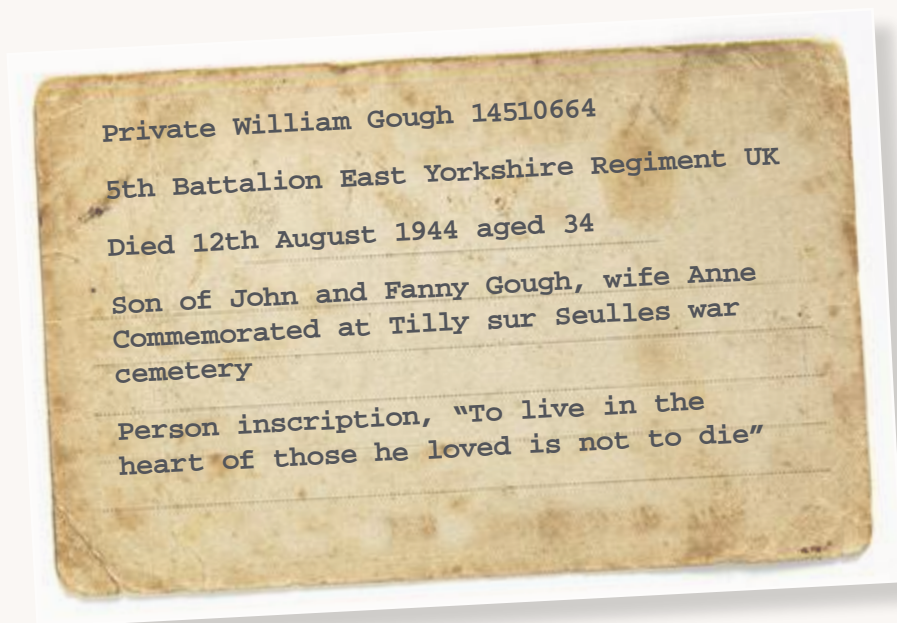 Private William Gough 14510664
5th Battalion East Yorkshire Regiment UK
Died 12th August 1944 aged 34
Son of John and Fanny Gough, wife Anne
Commemorated at Tilly sur Seulles war
cemetery
Person inscription, “To live in the
heart of those he loved is not to die”